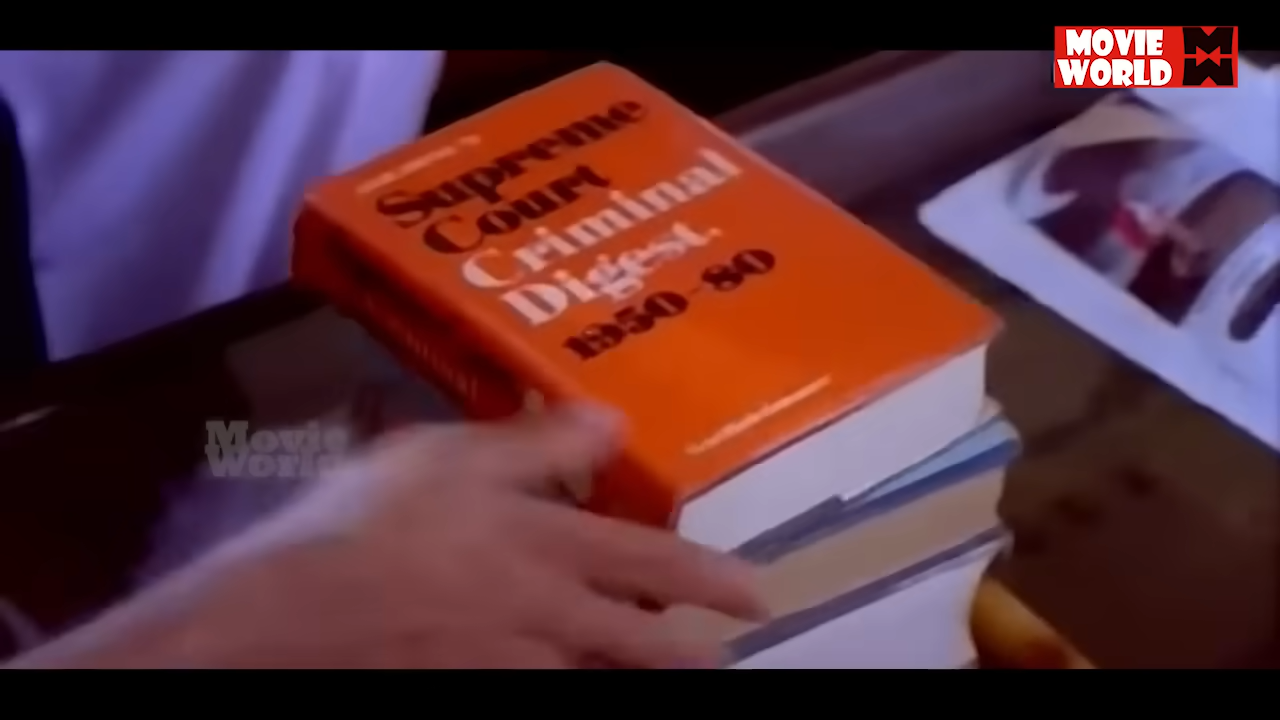 MOVIE
WORLD
Supreme
Court
Criminal
Digest.
1950-80
Movie
World